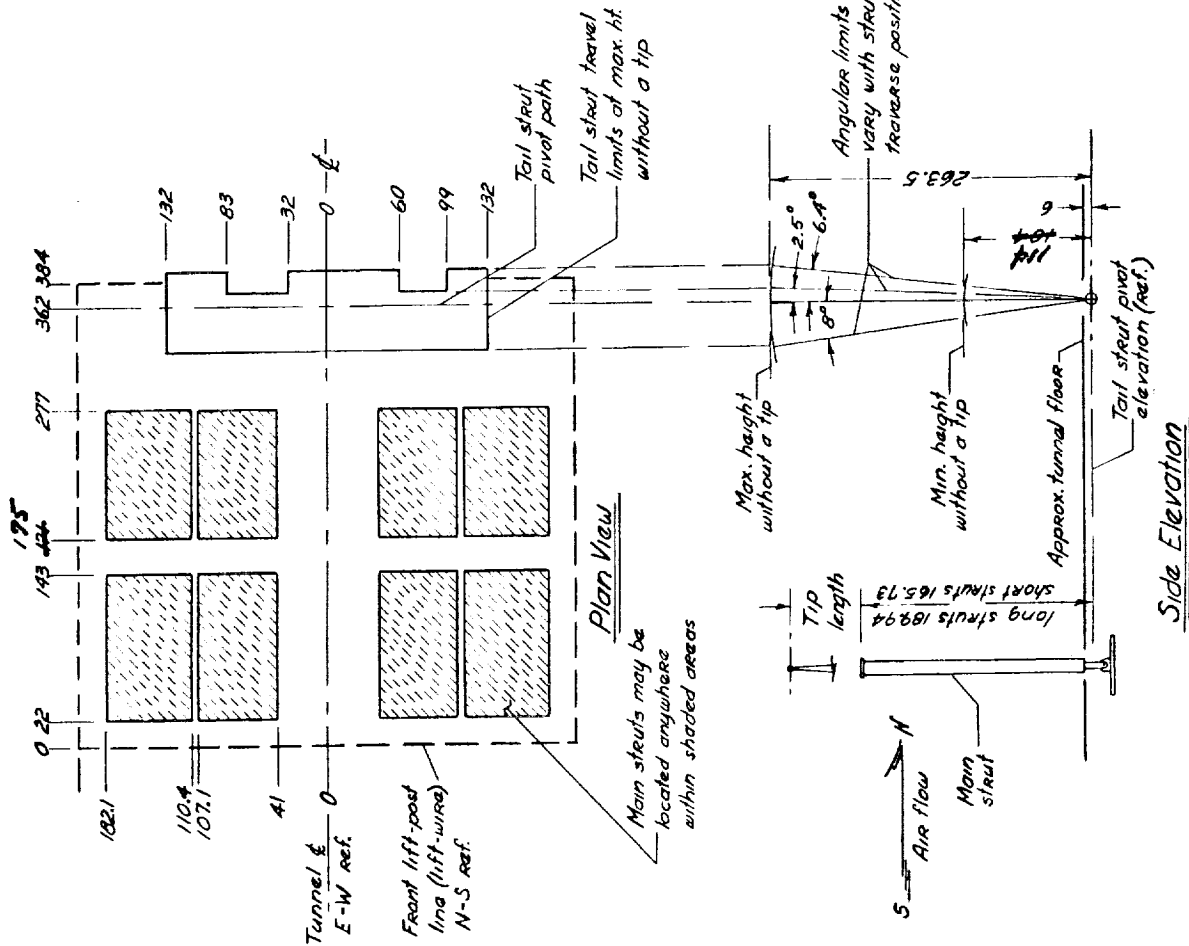 195
0 22 143 277 362 384
182.1
110.4
107.1
41
132
83
32
0 ℄
60
99
132
Tunnel ℄ 0
E-W Ref.
Front lift-post
line (lift-wire)
N-S Ref.
Main struts may be
located anywhere
within shaded areas
Plan View
Tail strut
pivot path
Tail strut travel
limits at max. ht.
without a tip
Angular limits
vary with stru
traverse positi
Max. height
without a tip
2.5°
6.4°
8°
263.5
Min. height
without a tip
114
104
6
Approx. tunnel floor
Tail strut pivot
elevation (Ref.)
Tip
length
long struts 189.94
short struts 165.73
Main
strut
S N
Air flow
Side Elevation